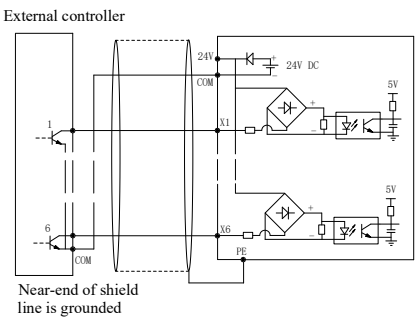 External controller
24V
+
24V DC
−
COM
5V
1
X1
+
−
5V
6
X6
+
−
COM
PE
Near-end of shield
line is grounded